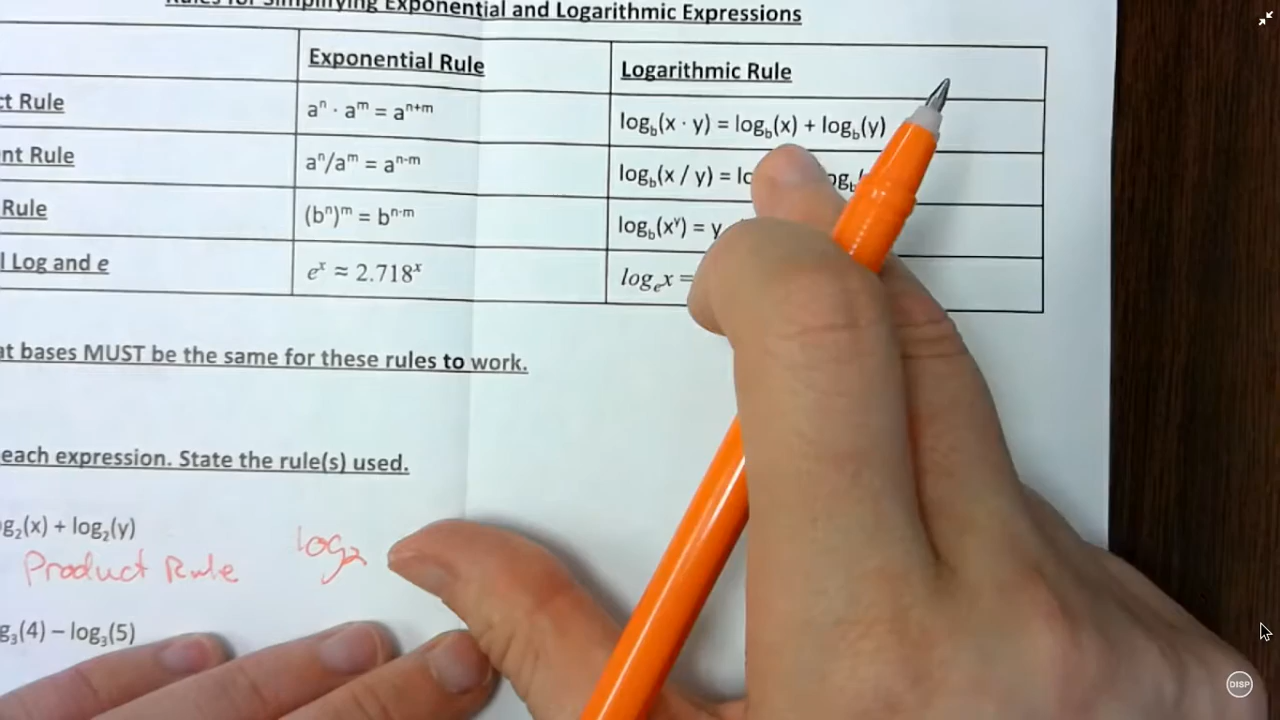 Rules for Simplifying Exponential and Logarithmic Expressions
Exponential Rule
Logarithmic Rule
ct Rule
aⁿ · aᵐ = aⁿ⁺ᵐ
log_b(x · y) = log_b(x) + log_b(y)
nt Rule
aⁿ/aᵐ = aⁿ⁻ᵐ
log_b(x / y) =
Rule
(bⁿ)ᵐ = bⁿ·ᵐ
log_b(xʸ) = y
l Log and e
eˣ ≈ 2.718ˣ
logₑx =
at bases MUST be the same for these rules to work.
each expression. State the rule(s) used.
g₂(x) + log₂(y)
Product Rule
log₂
g₃(4) – log₃(5)
DISP